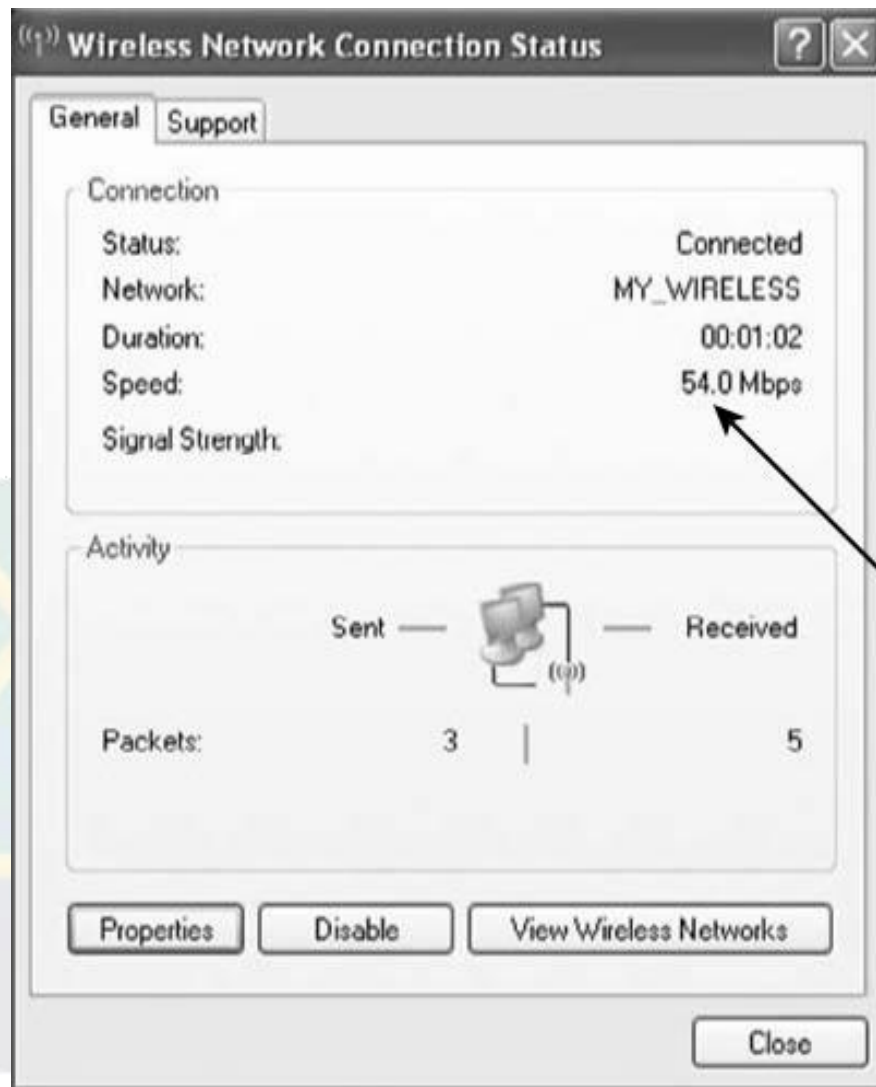 Wireless Network Connection Status
General Support
Connection
Status: Connected
Network: MY_WIRELESS
Duration: 00:01:02
Speed: 54.0 Mbps
Signal Strength:
Activity
Sent Received
Packets: 3 5
Properties Disable View Wireless Networks
Close